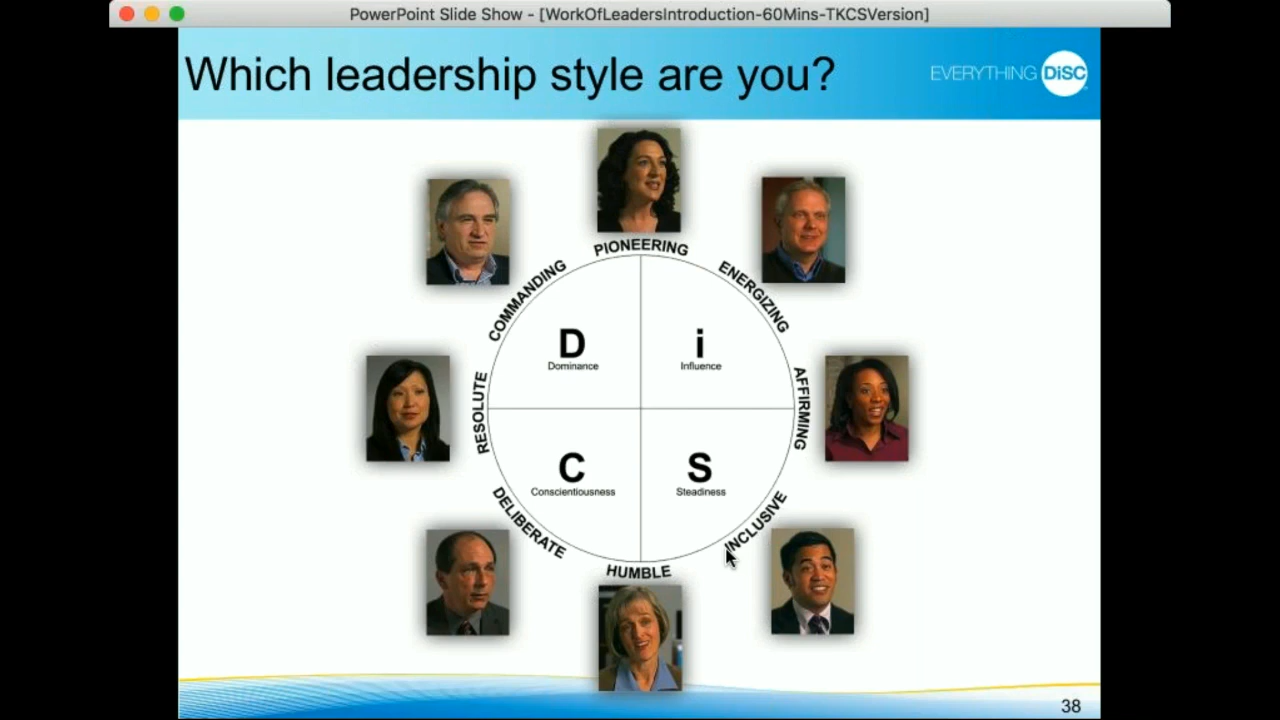 PowerPoint Slide Show - [WorkOfLeadersIntroduction-60Mins-TKCSVersion]
Which leadership style are you?
EVERYTHING DiSC
PIONEERING
COMMANDING
ENERGIZING
D
Dominance
i
Influence
RESOLUTE
AFFIRMING
C
Conscientiousness
S
Steadiness
DELIBERATE
INCLUSIVE
HUMBLE
38